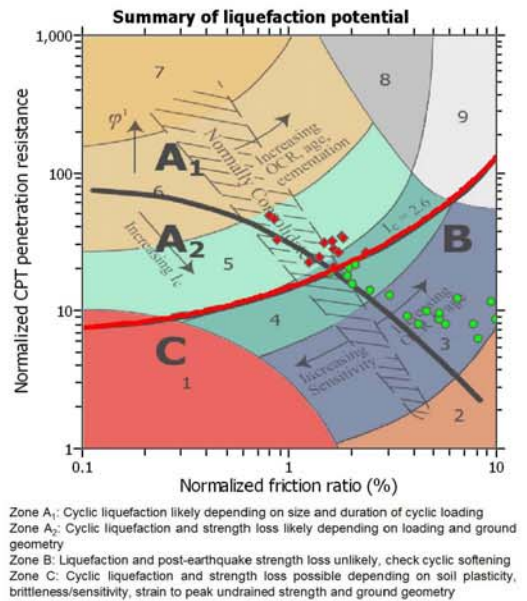 Summary of liquefaction potential
1,000
100
10
1
Normalized CPT penetration resistance
7
8
9
φ'
A1
Increasing
OCR, age,
cementation
Normally Consolidated
6
A2
Increasing Ic
5
Ic = 2.6
B
4
C
1
Increasing
Sensitivity
Increasing
3
2
0.1
1
10
Normalized friction ratio (%)
Zone A1: Cyclic liquefaction likely depending on size and duration of cyclic loading
Zone A2: Cyclic liquefaction and strength loss likely depending on loading and ground
geometry
Zone B: Liquefaction and post-earthquake strength loss unlikely, check cyclic softening
Zone C: Cyclic liquefaction and strength loss possible depending on soil plasticity,
brittleness/sensitivity, strain to peak undrained strength and ground geometry